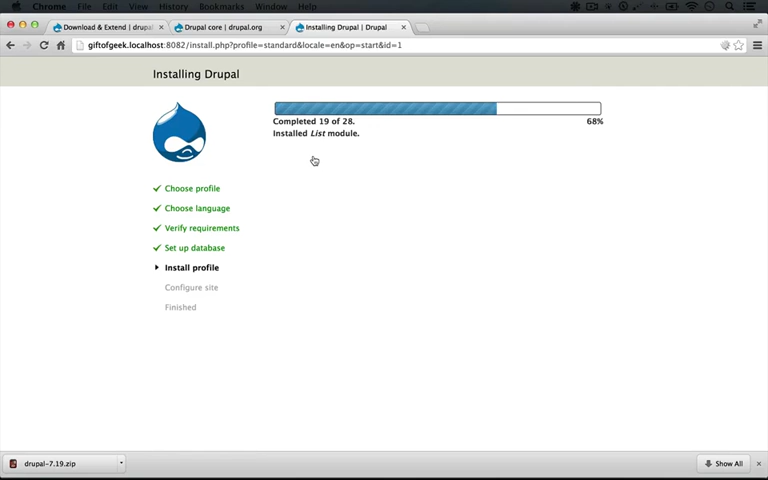 Chrome File Edit View History Bookmarks Window Help
Download & Extend | drupal
Drupal core | drupal.org
Installing Drupal | Drupal
giftofgeek.localhost:8082/install.php?profile=standard&locale=en&op=start&id=1
Installing Drupal
Completed 19 of 28.
68%
Installed List module.
Choose profile
Choose language
Verify requirements
Set up database
Install profile
Configure site
Finished
drupal-7.19.zip
Show All